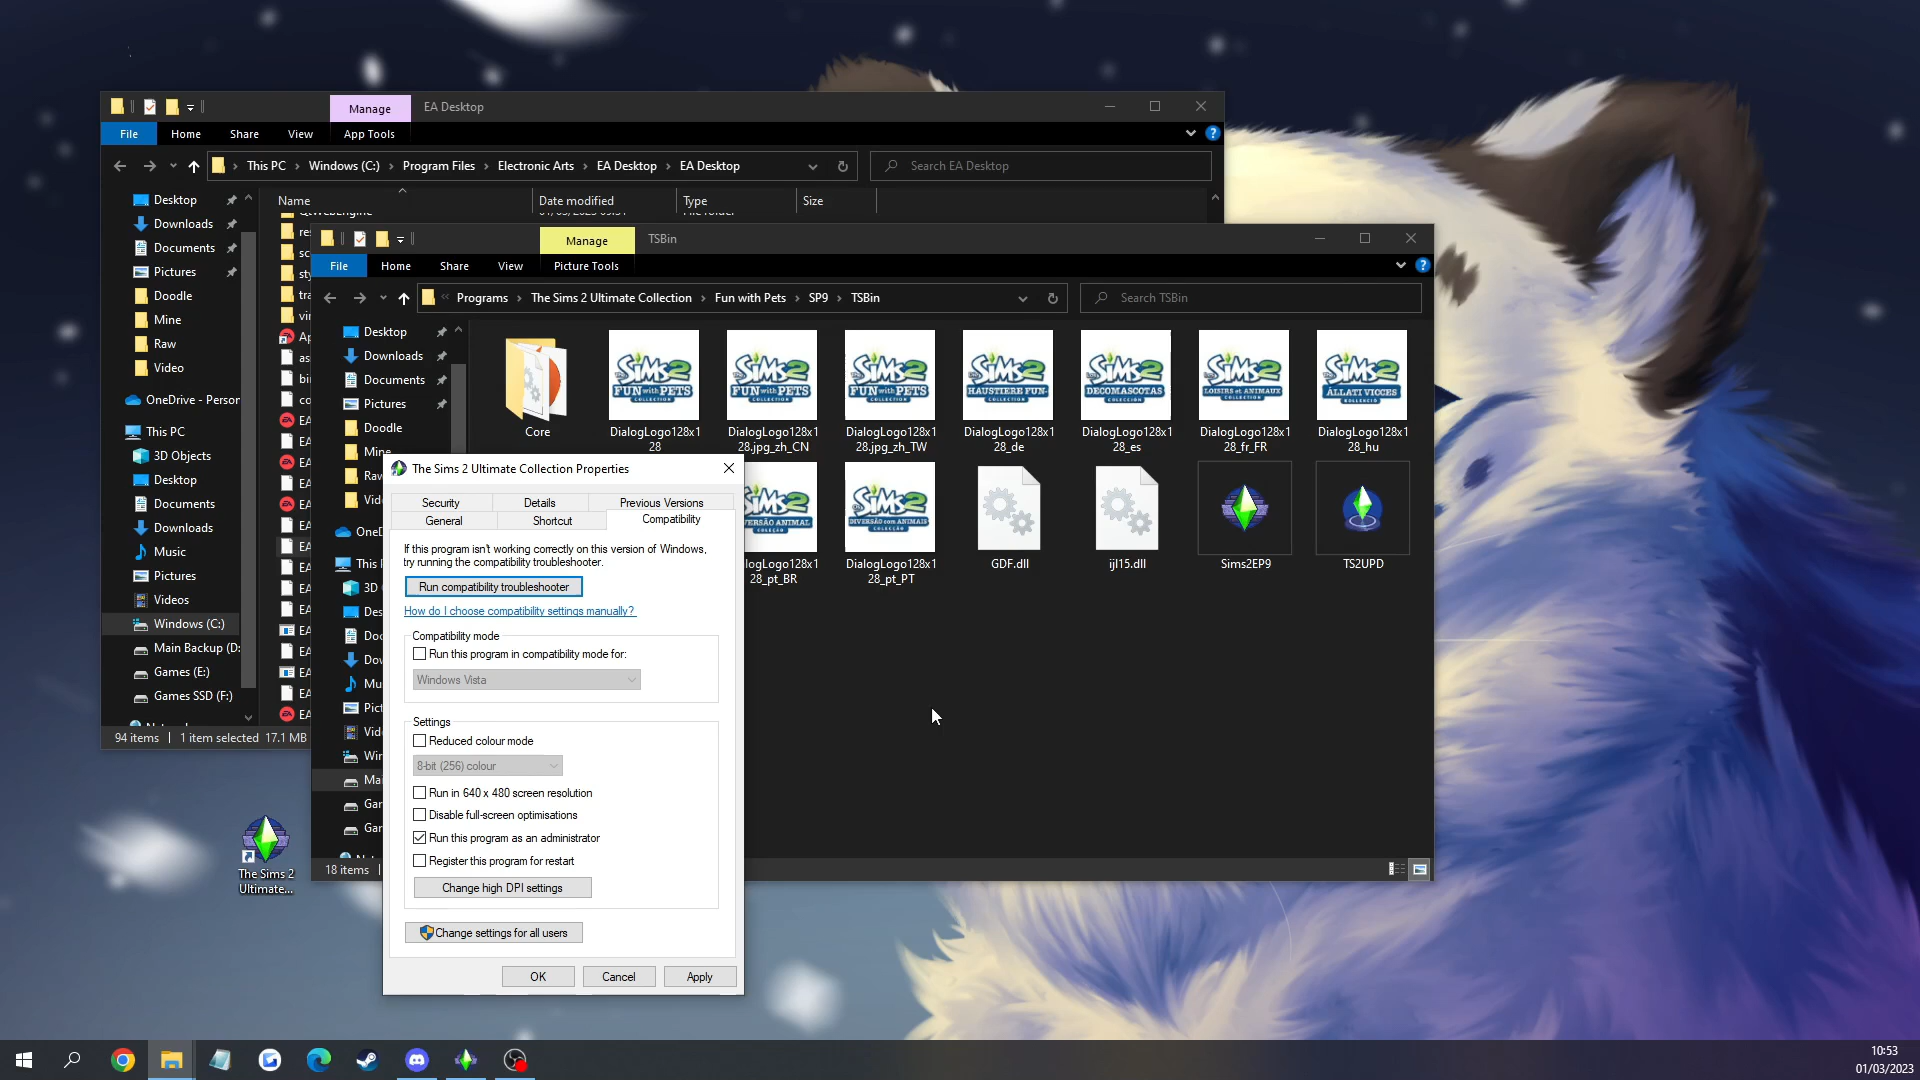 Manage
EA Desktop
File
Home
Share
View
App Tools
This PC
Windows (C:)
Program Files
Electronic Arts
EA Desktop
EA Desktop
Search EA Desktop
Name
Date modified
Type
Size
Desktop
Downloads
Documents
Pictures
Doodle
Mine
Raw
Video
OneDrive - Person
This PC
3D Objects
Desktop
Documents
Downloads
Music
Pictures
Videos
Windows (C:)
Main Backup (D:
Games (E:)
Games SSD (F:)
94 items
1 item selected
17.1 MB
Manage
TSBin
File
Home
Share
View
Picture Tools
Programs
The Sims 2 Ultimate Collection
Fun with Pets
SP9
TSBin
Search TSBin
Desktop
Downloads
Documents
Pictures
Doodle
Mine
Core
DialogLogo128x1
28
DialogLogo128x1
28.jpg_zh_CN
DialogLogo128x1
28.jpg_zh_TW
DialogLogo128x1
28_de
DialogLogo128x1
28_es
DialogLogo128x1
28_fr_FR
DialogLogo128x1
28_hu
28_pt_BR
DialogLogo128x1
28_pt_PT
GDF.dll
ijl15.dll
Sims2EP9
TS2UPD
18 items
The Sims 2 Ultimate Collection Properties
Security
Details
Previous Versions
General
Shortcut
Compatibility
If this program isn't working correctly on this version of Windows,
try running the compatibility troubleshooter.
Run compatibility troubleshooter
How do I choose compatibility settings manually?
Compatibility mode
Run this program in compatibility mode for:
Windows Vista
Settings
Reduced colour mode
8-bit (256) colour
Run in 640 x 480 screen resolution
Disable full-screen optimisations
Run this program as an administrator
Register this program for restart
Change high DPI settings
Change settings for all users
OK
Cancel
Apply
The Sims 2
Ultimate...
10:53
01/03/2023